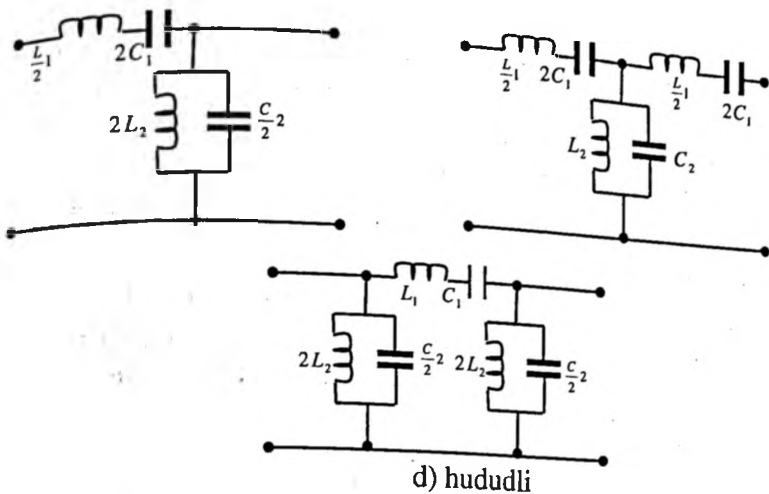 L/2 1 2C₁
2L₂ C/2 2
L/2 1 2C₁ L/2 1 2C₁
L₂ C₂
L₁ C₁
2L₂ C/2 2 2L₂ C/2 2
d) hududli